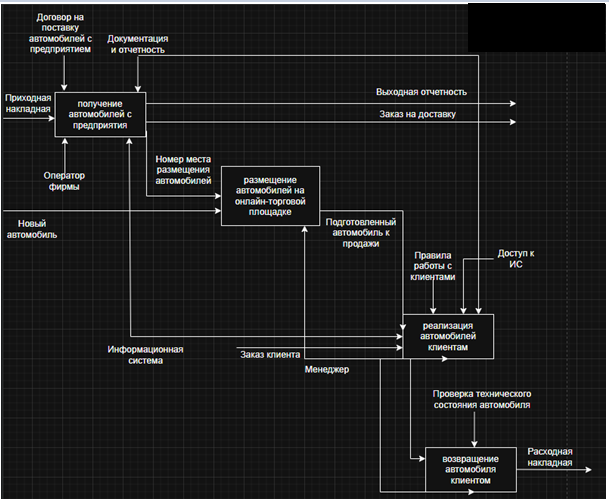 Договор на
поставку
автомобилей с
предприятием
Документация
и отчетность
Приходная
накладная
получение
автомобилей с
предприятия
Выходная отчетность
Заказ на доставку
Оператор
фирмы
Номер места
размещения
автомобилей
размещение
автомобилей на
онлайн-торговой
площадке
Новый
автомобиль
Подготовленный
автомобиль к
продажи
Правила
работы с
клиентами
Доступ к
ИС
реализация
автомобилей
клиентам
Информационная
система
Заказ клиента
Менеджер
Проверка технического
состояния автомобиля
возвращение
автомобиля
клиентом
Расходная
накладная